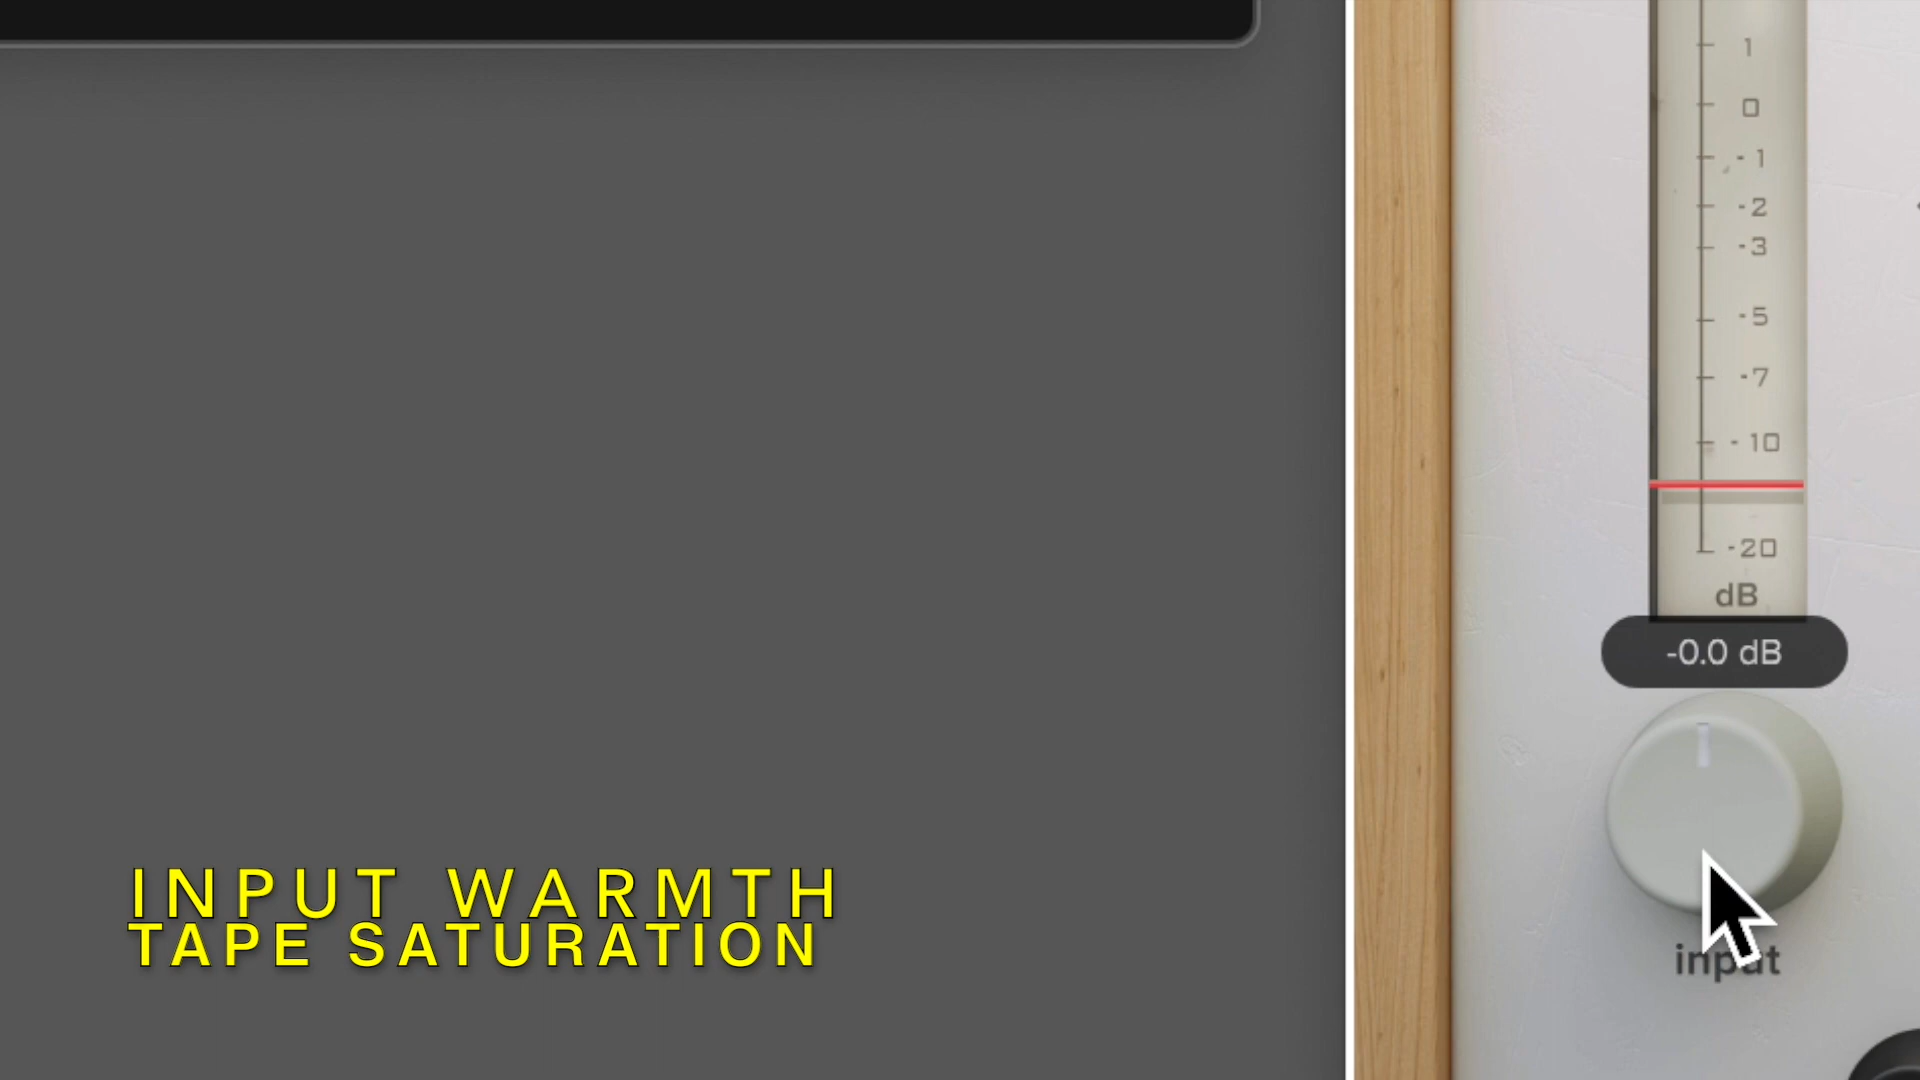 1
0
-1
-2
-3
-5
-7
-10
-20
dB
-0.0 dB
input
INPUT WARMTH
TAPE SATURATION